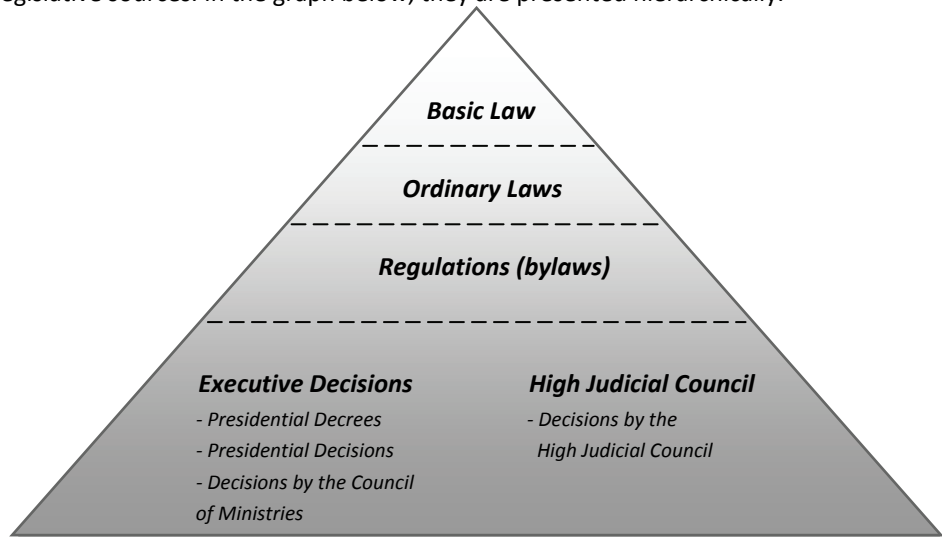 legislative sources. In the graph below, they are presented hierarchically.
Basic Law
Ordinary Laws
Regulations (bylaws)
Executive Decisions
- Presidential Decrees
- Presidential Decisions
- Decisions by the Council
of Ministries
High Judicial Council
- Decisions by the
High Judicial Council